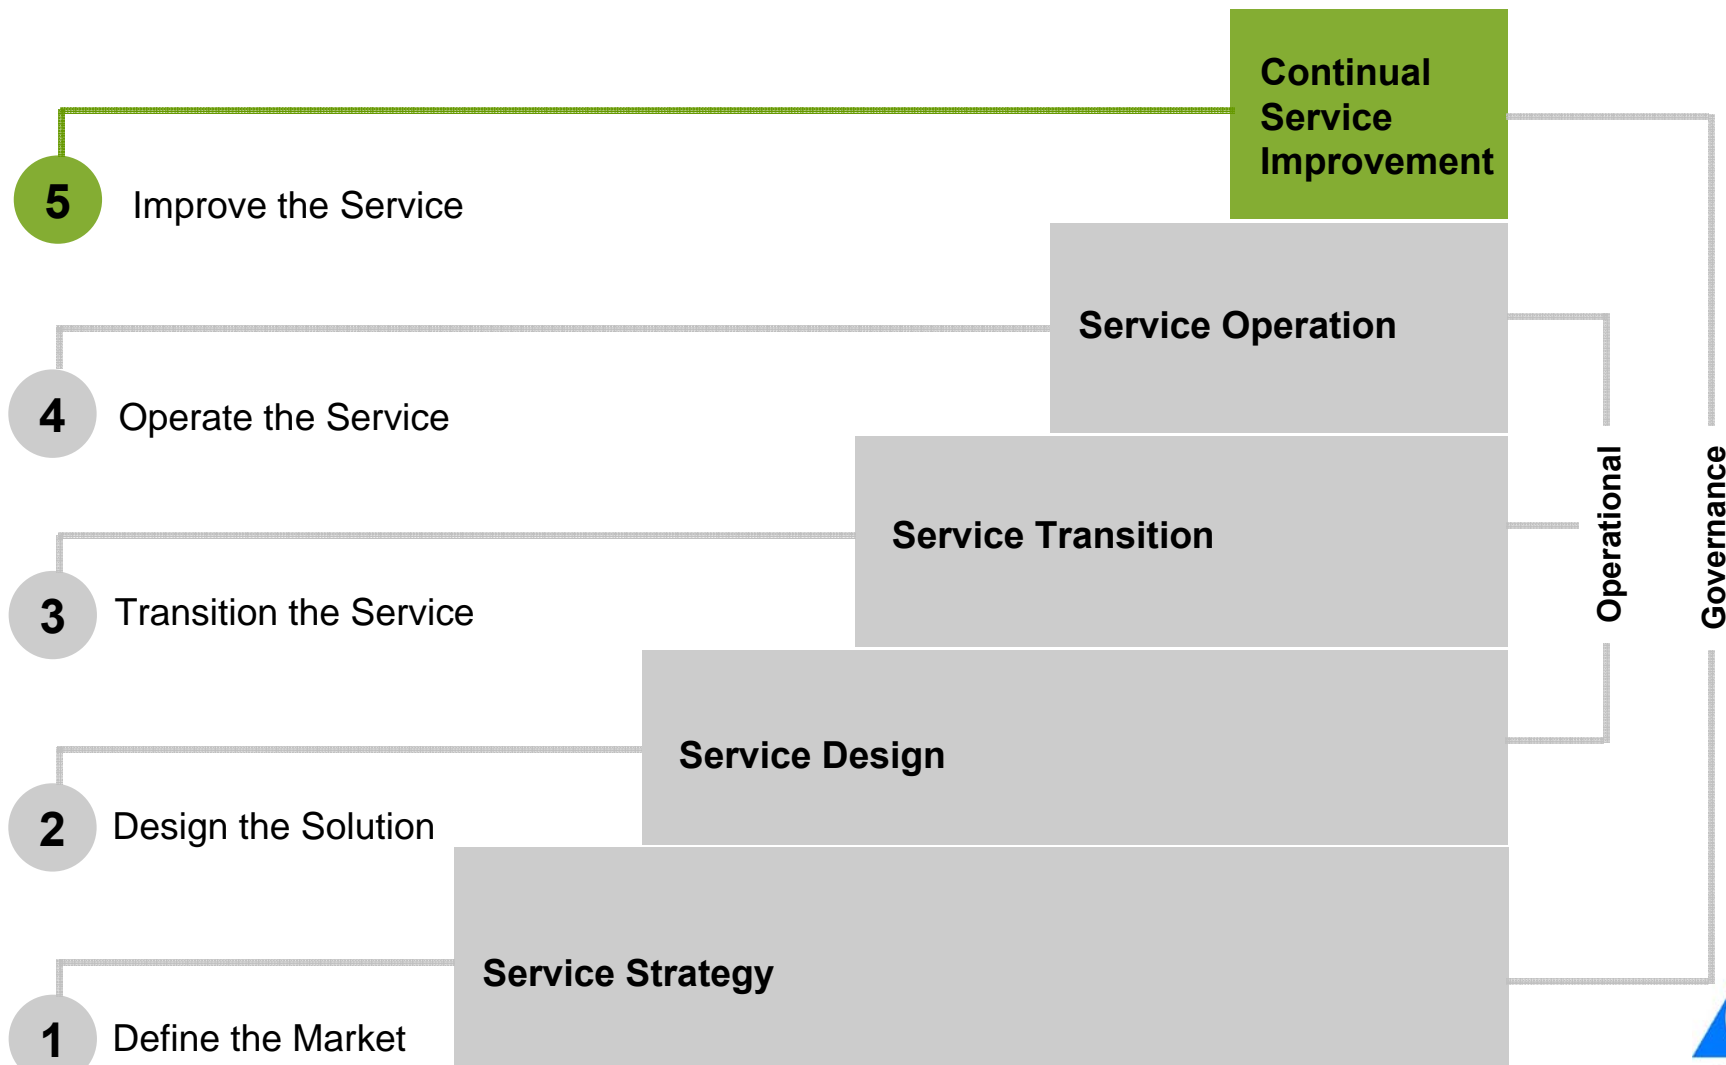 Continual
Service
Improvement
5
Improve the Service
Service Operation
4
Operate the Service
Service Transition
Operational
Governance
3
Transition the Service
Service Design
2
Design the Solution
Service Strategy
1
Define the Market